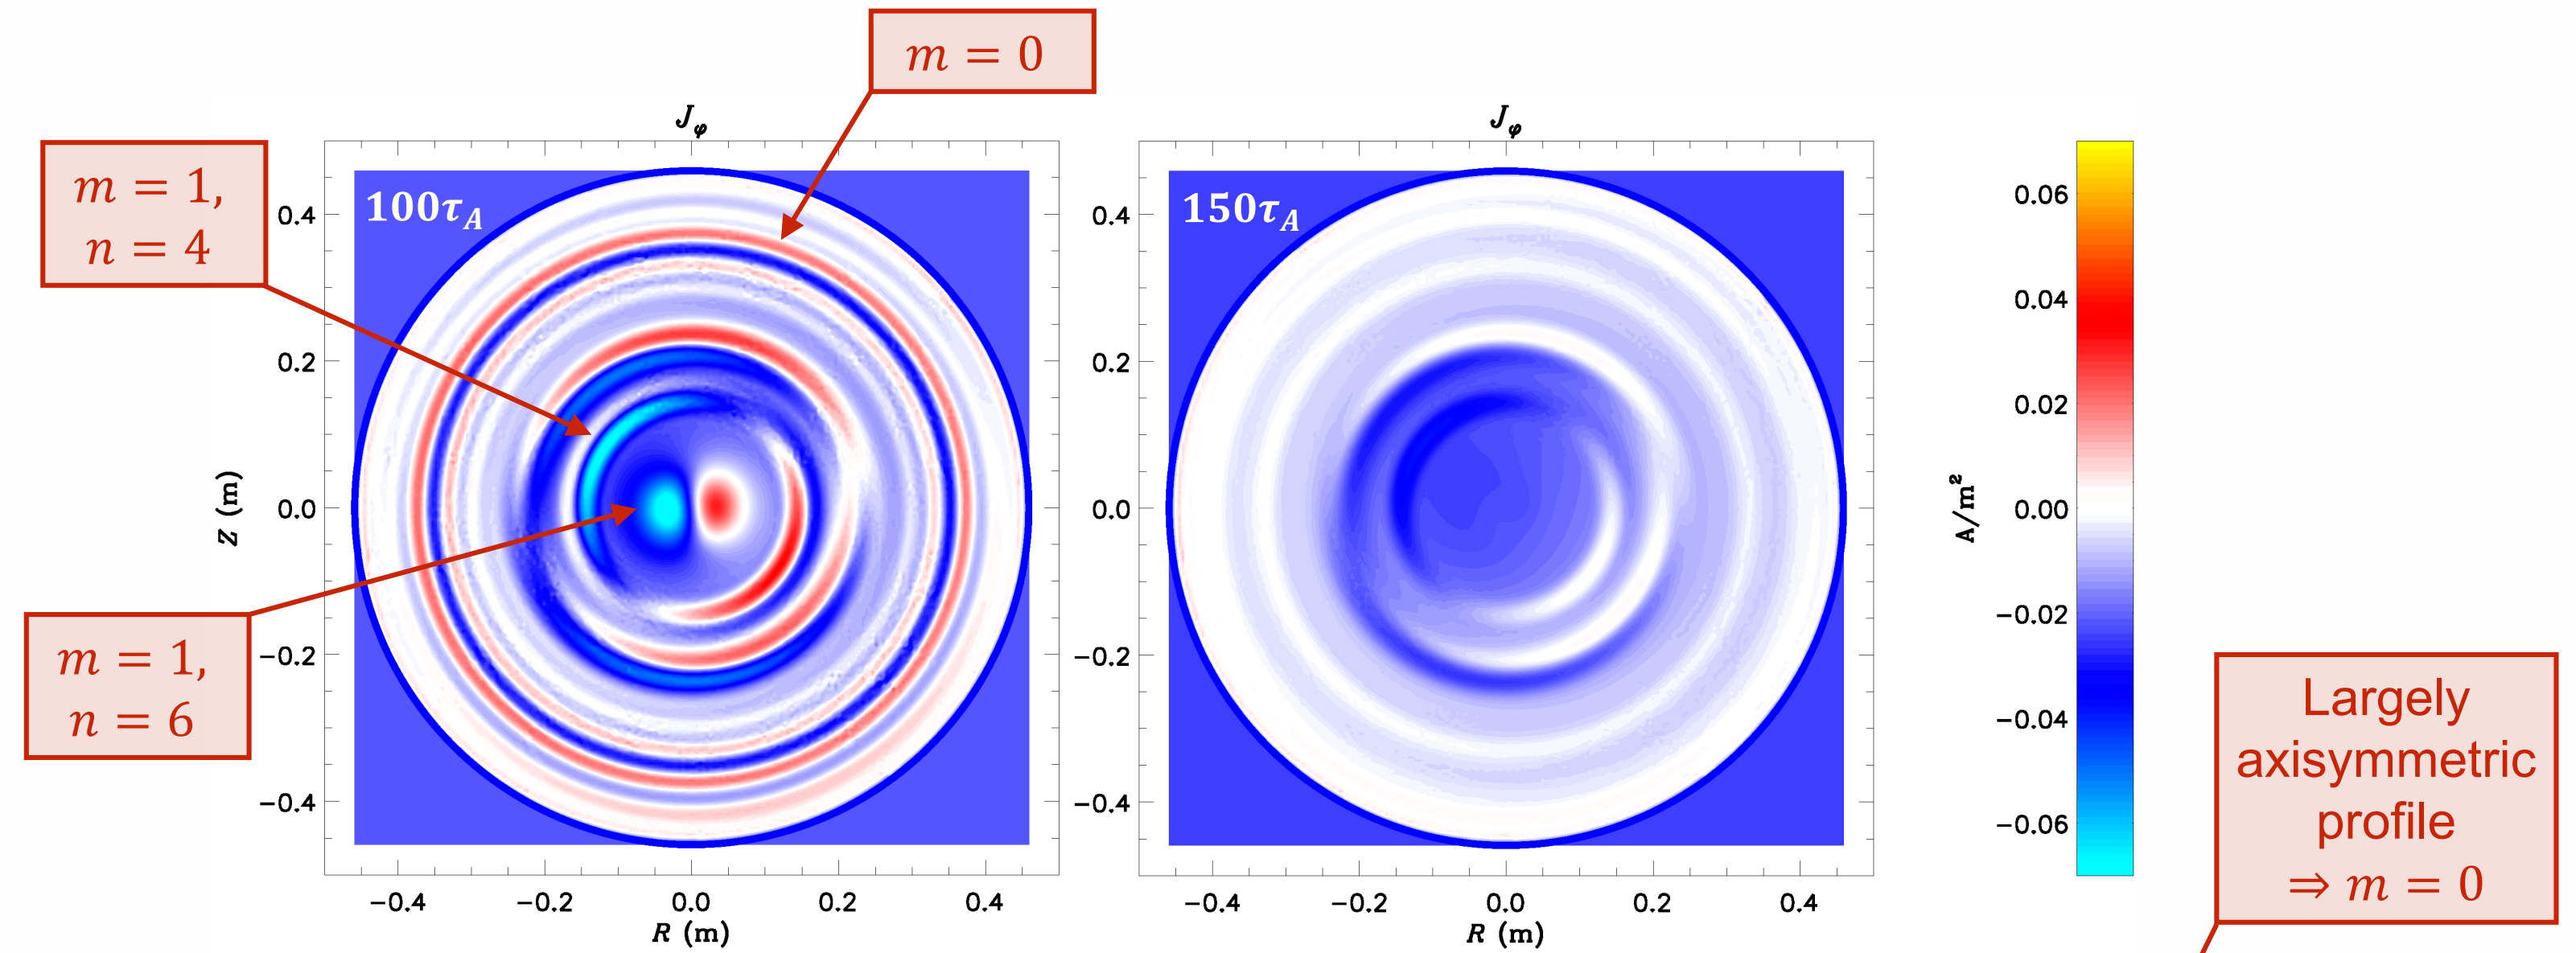 m = 0
m = 1,
n = 4
m = 1,
n = 6
J_φ
100τ_A
0.4
0.2
0.0
−0.2
−0.4
Z (m)
−0.4 −0.2 0.0 0.2 0.4
R (m)
J_φ
150τ_A
0.4
0.2
0.0
−0.2
−0.4
−0.4 −0.2 0.0 0.2 0.4
R (m)
A/m²
0.06
0.04
0.02
0.00
−0.02
−0.04
−0.06
Largely
axisymmetric
profile
⇒ m = 0